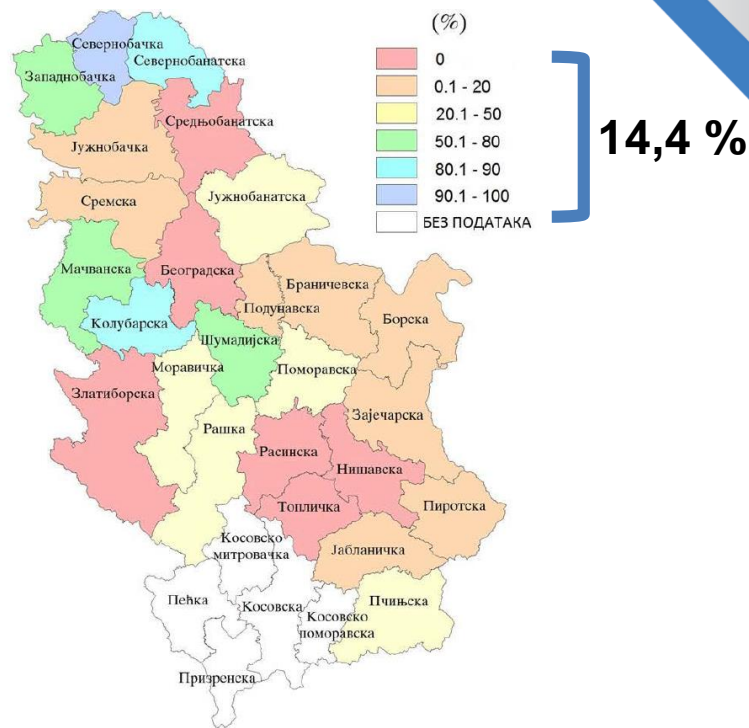 (%)
0
0.1 - 20
20.1 - 50
50.1 - 80
80.1 - 90
90.1 - 100
БЕЗ ПОДАТАКА
14,4 %
Севернобачка
Севернобанатска
Западнобачка
Средњобанатска
Јужнобачка
Јужнобанатска
Сремска
Мачванска
Београдска
Браничевска
Подунавска
Борска
Колубарска
Шумадијска
Моравичка
Поморавска
Златиборска
Зајечарска
Рашка
Расинска
Нишавска
Топличка
Пиротска
Косовско
митровачка
Јабланичка
Пећка
Косовска
Косовско
поморавска
Пчињска
Призренска